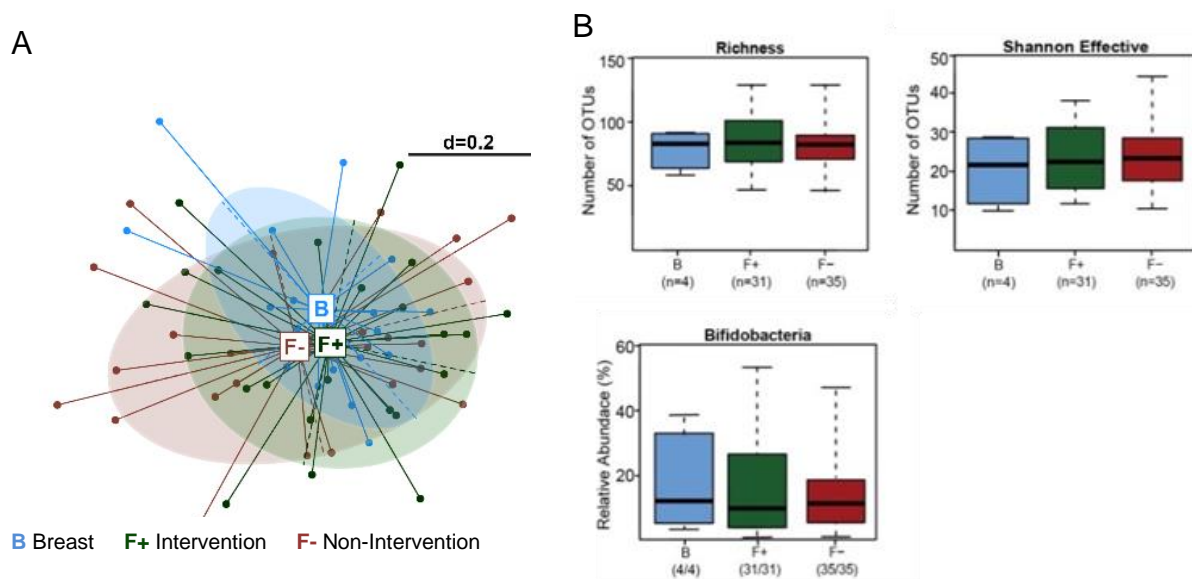 A
d=0.2
B
F-
F+
B Breast F+ Intervention F- Non-Intervention
B
Richness
Number of OTUs
150
100
50
B F+ F−
(n=4) (n=31) (n=35)
Shannon Effective
Number of OTUs
50
40
30
20
10
B F+ F−
(n=4) (n=31) (n=35)
Bifidobacteria
Relative Abundace (%)
60
40
20
B F+ F−
(4/4) (31/31) (35/35)